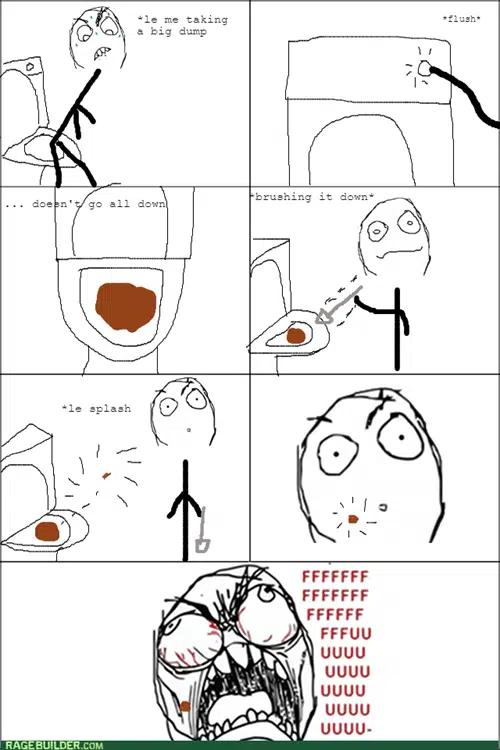 *le me taking
a big dump
*flush*
... doesn't go all down
*brushing it down*
*le splash
FFFFFFF
FFFFFFF
FFFFFF
FFFUU
UUUU
UUUU
UUUU
UUUU
UUUU-
RAGEBUILDER.COM